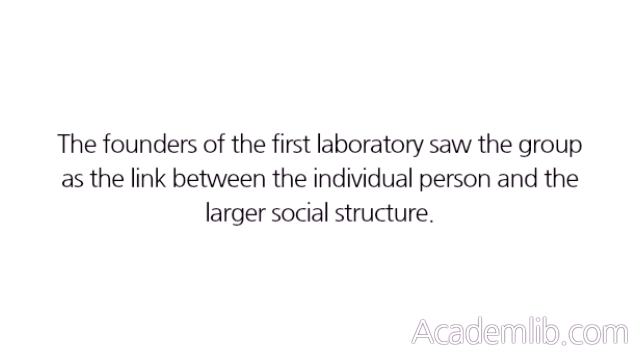 The founders of the first laboratory saw the group
as the link between the individual person and the
larger social structure.
Academlib.com